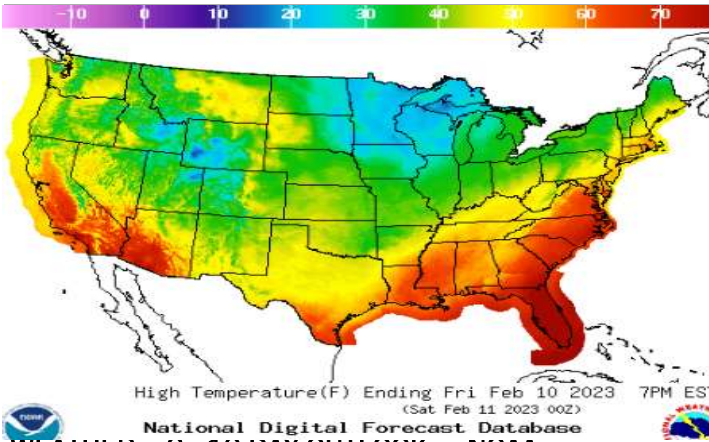 -10 0 10 20 30 40 50 60 70
High Temperature(F) Ending Fri Feb 10 2023 7PM EST
(Sat Feb 11 2023 00Z)
National Digital Forecast Database